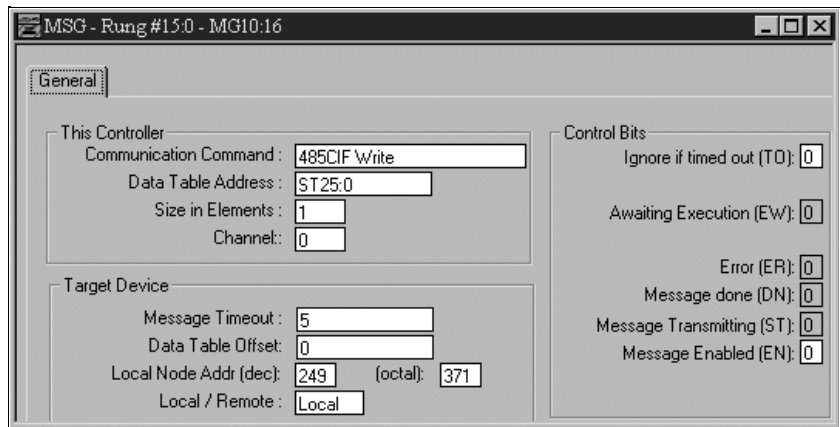 MSG - Rung #15:0 - MG10:16
General
This Controller
Communication Command : 485CIF Write
Data Table Address : ST25:0
Size in Elements : 1
Channel:: 0
Target Device
Message Timeout : 5
Data Table Offset: 0
Local Node Addr (dec): 249 (octal): 371
Local / Remote : Local
Control Bits
Ignore if timed out (TO): 0
Awaiting Execution (EW): 0
Error (ER): 0
Message done (DN): 0
Message Transmitting (ST): 0
Message Enabled (EN): 0